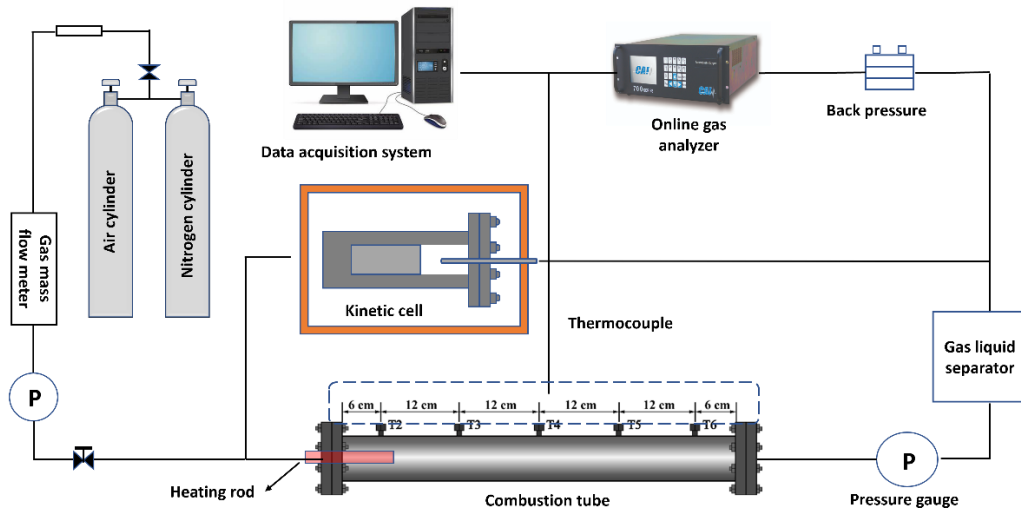 Air cylinder
Nitrogen cylinder
Gas mass
flow meter
P
Data acquisition system
CAI
Online gas
analyzer
Back pressure
Kinetic cell
Thermocouple
Gas liquid
separator
6 cm
12 cm
12 cm
12 cm
12 cm
6 cm
T2
T3
T4
T5
T6
Heating rod
Combustion tube
P
Pressure gauge